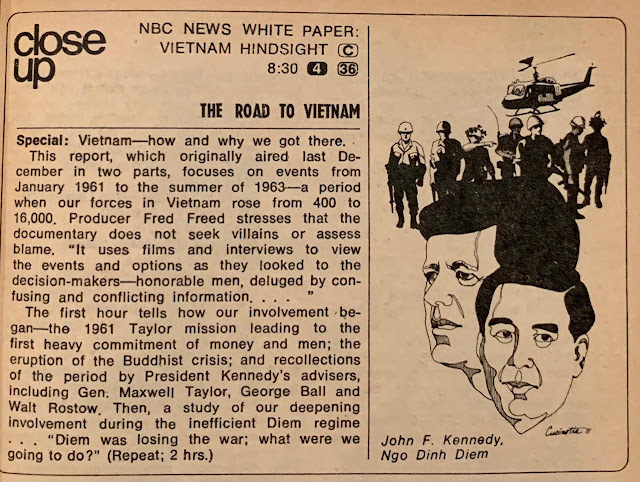 close
up
NBC NEWS WHITE PAPER:
VIETNAM HINDSIGHT C
8:30 4 36
THE ROAD TO VIETNAM
Special: Vietnam—how and why we got there.
This report, which originally aired last De-
cember in two parts, focuses on events from
January 1961 to the summer of 1963—a period
when our forces in Vietnam rose from 400 to
16,000. Producer Fred Freed stresses that the
documentary does not seek villains or assess
blame. “It uses films and interviews to view
the events and options as they looked to the
decision-makers—honorable men, deluged by con-
fusing and conflicting information. . . . ”
The first hour tells how our involvement be-
gan—the 1961 Taylor mission leading to the
first heavy commitment of money and men; the
eruption of the Buddhist crisis; and recollections
of the period by President Kennedy’s advisers,
including Gen. Maxwell Taylor, George Ball and
Walt Rostow. Then, a study of our deepening
involvement during the inefficient Diem regime
. . . “Diem was losing the war; what were we
going to do?” (Repeat; 2 hrs.)
John F. Kennedy,
Ngo Dinh Diem